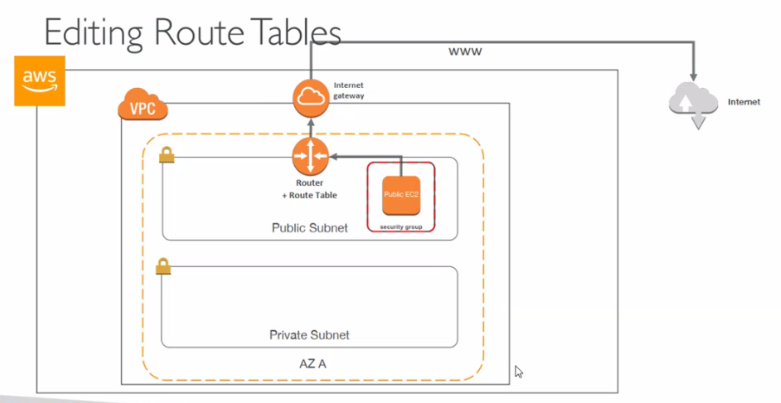 Editing Route Tables
www
aws
Internet
gateway
Internet
VPC
Router
+ Route Table
Public EC2
Public Subnet
security group
Private Subnet
AZ A